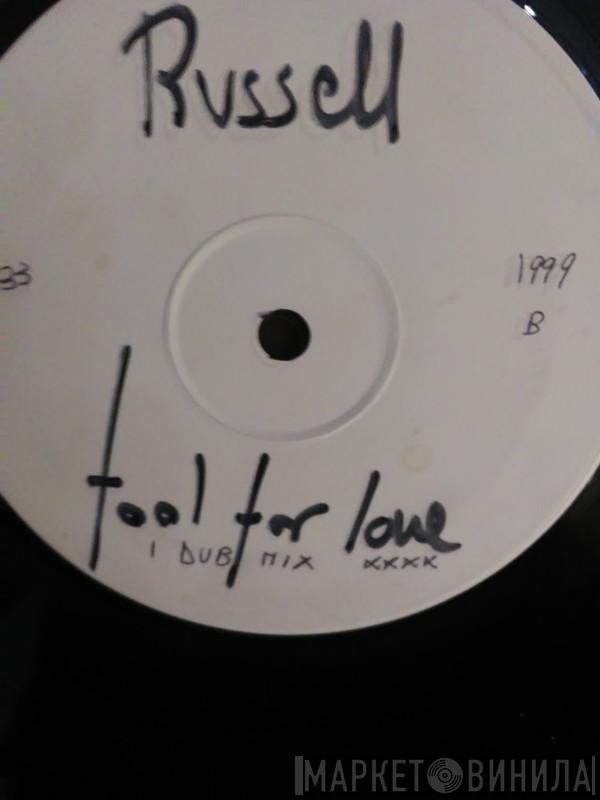 Russell
33
1999
B
fool for love
1 DUB MIX xxxx
МАРКЕТ ВИНИЛА